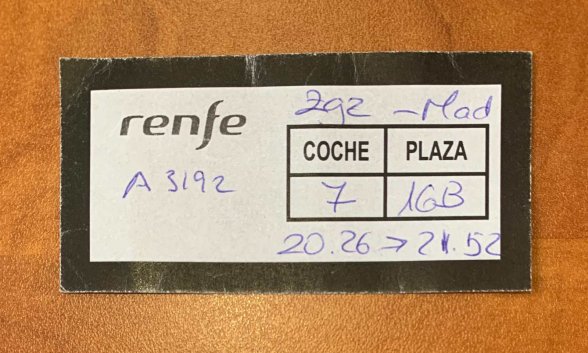 Zgz - Mad
renfe
COCHE PLAZA
A 3192
7 16B
20.26 → 21.52